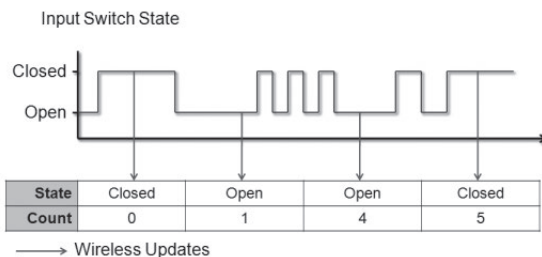 Input Switch State
Closed
Open
State Closed Open Open Closed
Count 0 1 4 5
Wireless Updates